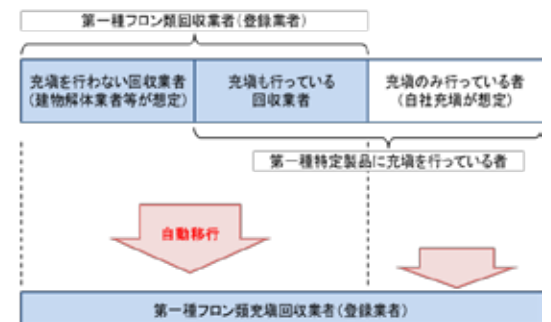 第一種フロン類回収業者(登録業者)
充塡を行わない回収業者
(建物解体業者等が想定)
充塡も行っている
回収業者
充塡のみ行っている者
(自社充塡が想定)
第一種特定製品に充塡を行っている者
自動移行
第一種フロン類充塡回収業者(登録業者)